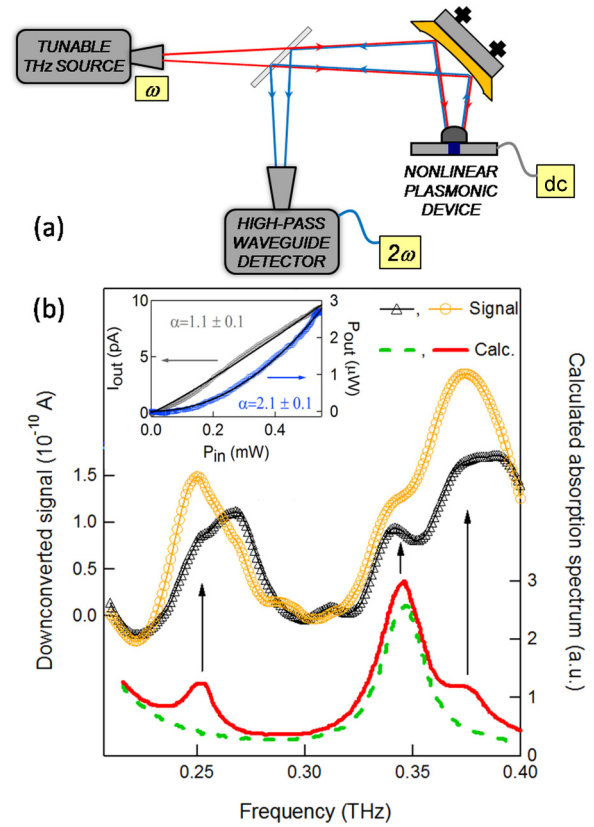 TUNABLE
THz SOURCE
ω
NONLINEAR
PLASMONIC
DEVICE
dc
HIGH-PASS
WAVEGUIDE
DETECTOR
2ω
(a)
(b)
α=1.1 ± 0.1
α=2.1 ± 0.1
I_out (pA)
10
5
0
P_out (μW)
3
2
1
0
0.0
0.2
0.4
P_in (mW)
, Signal
, Calc.
Downconverted signal (10^-10 A)
1.5
1.0
0.5
0.0
Calculated absorption spectrum (a.u.)
3
2
1
0
0.25
0.30
0.35
0.40
Frequency (THz)